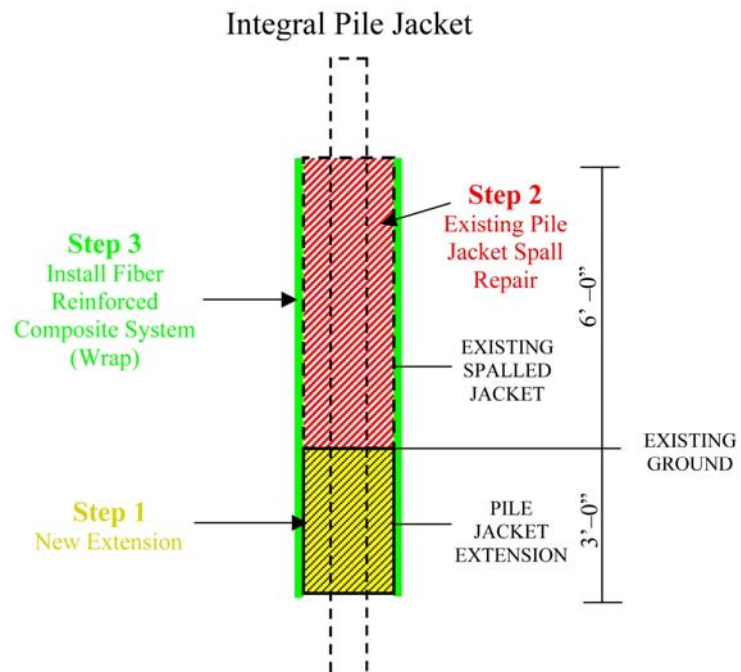 Integral Pile Jacket
Step 2
Existing Pile
Jacket Spall
Repair
Step 3
Install Fiber
Reinforced
Composite System
(Wrap)
6’ –0”
EXISTING
SPALLED
JACKET
EXISTING
GROUND
Step 1
New Extension
PILE
JACKET
EXTENSION
3’–0”